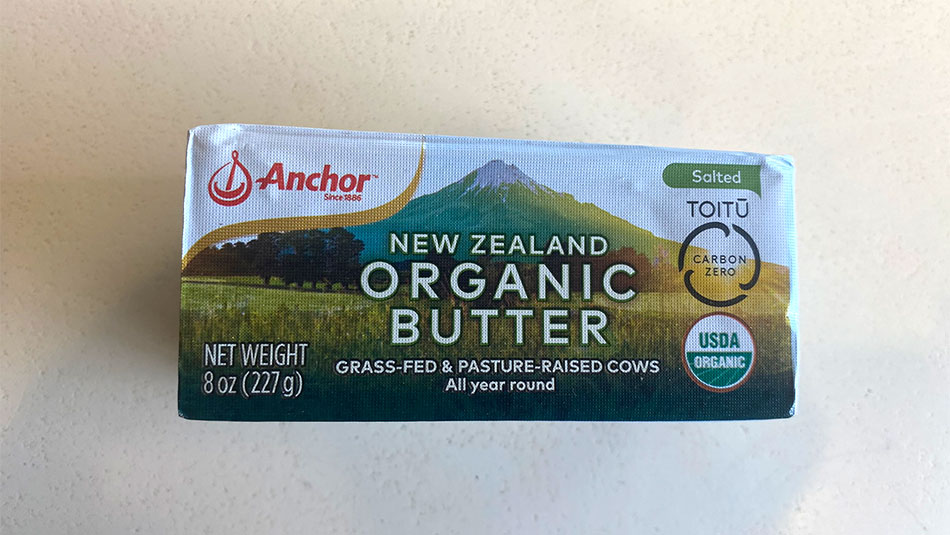 Anchor™
Since 1886
Salted
TOITŪ
CARBON
ZERO
NEW ZEALAND
ORGANIC
BUTTER
GRASS-FED & PASTURE-RAISED COWS
All year round
NET WEIGHT
8 oz (227 g)
USDA
ORGANIC